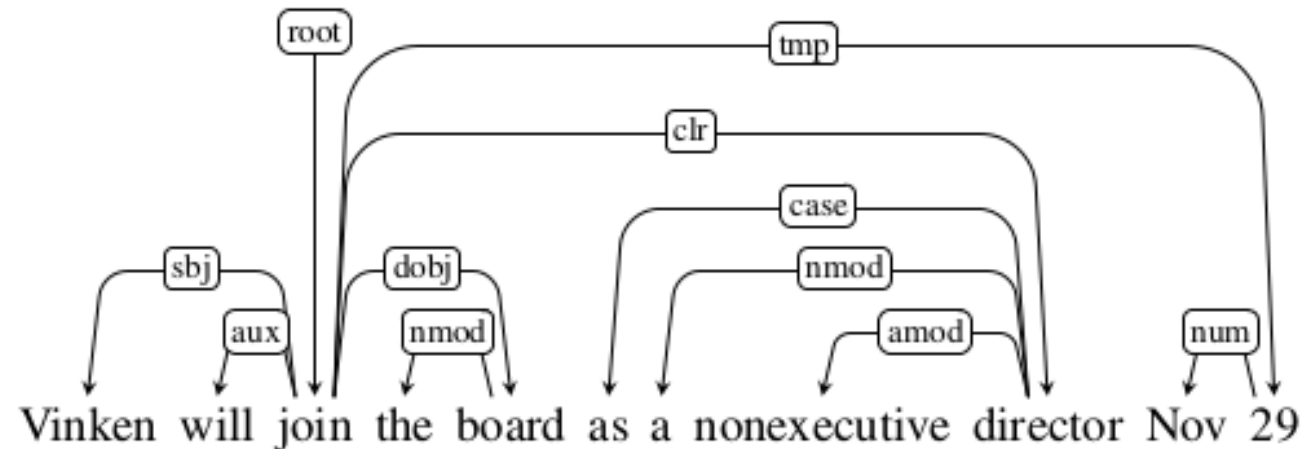 root
tmp
clr
case
sbj dobj nmod
aux nmod amod num
Vinken will join the board as a nonexecutive director Nov 29